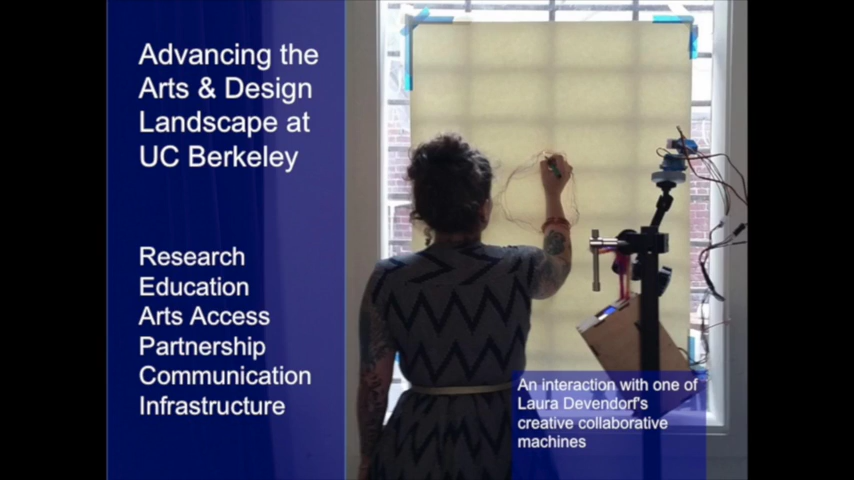 Advancing the
Arts & Design
Landscape at
UC Berkeley
Research
Education
Arts Access
Partnership
Communication
Infrastructure
An interaction with one of
Laura Devendorf's
creative collaborative
machines